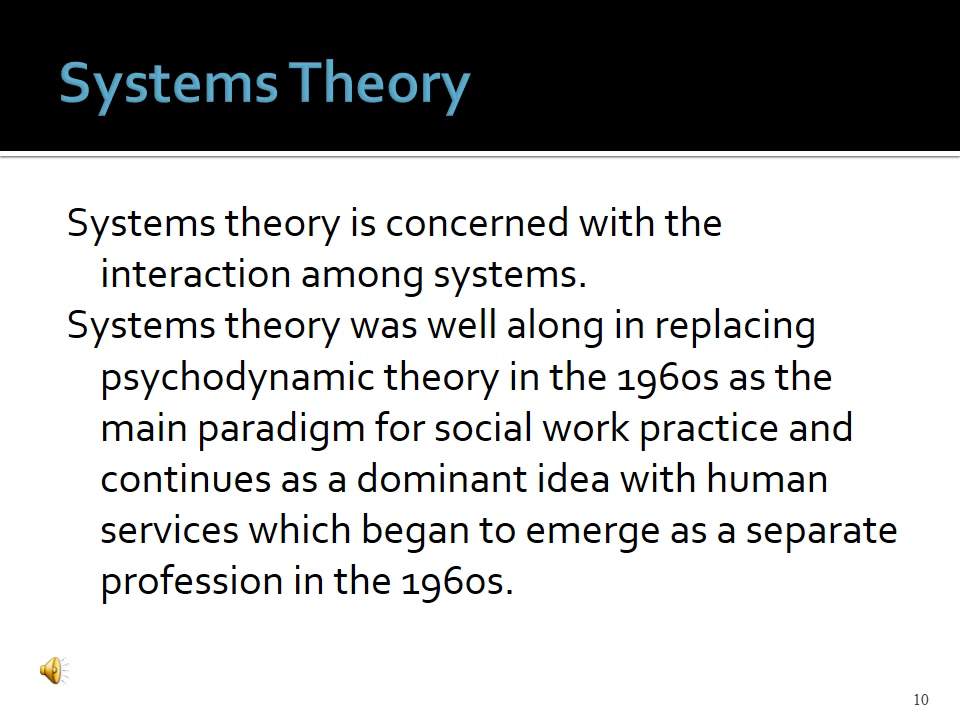 Systems Theory
Systems theory is concerned with the
interaction among systems.
Systems theory was well along in replacing
psychodynamic theory in the 1960s as the
main paradigm for social work practice and
continues as a dominant idea with human
services which began to emerge as a separate
profession in the 1960s.
10